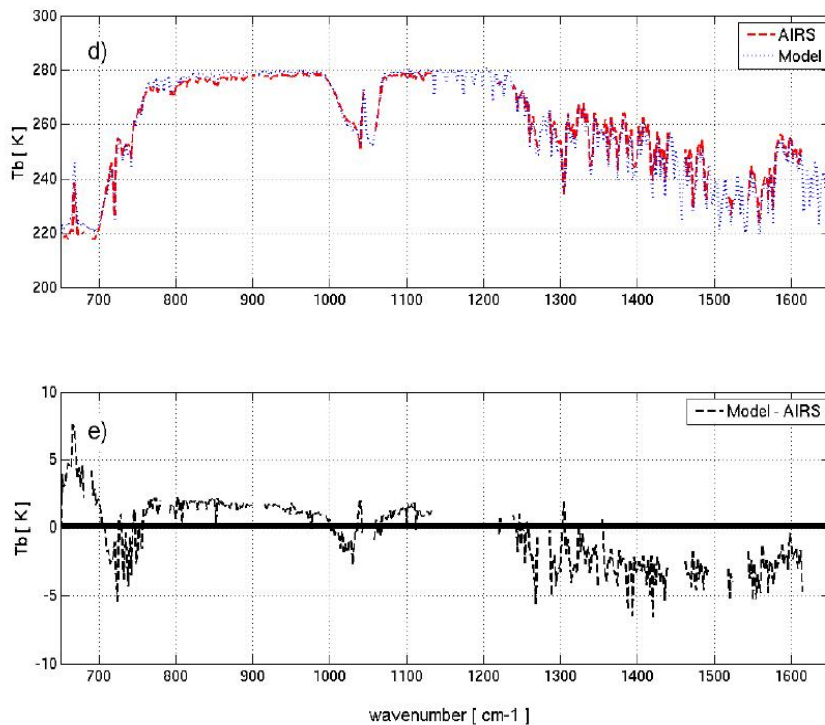 d)
AIRS
Model
Tb [ K ]
300
280
260
240
220
200
700 800 900 1000 1100 1200 1300 1400 1500 1600
e)
Model - AIRS
Tb [ K ]
10
5
0
-5
-10
700 800 900 1000 1100 1200 1300 1400 1500 1600
wavenumber [ cm-1 ]